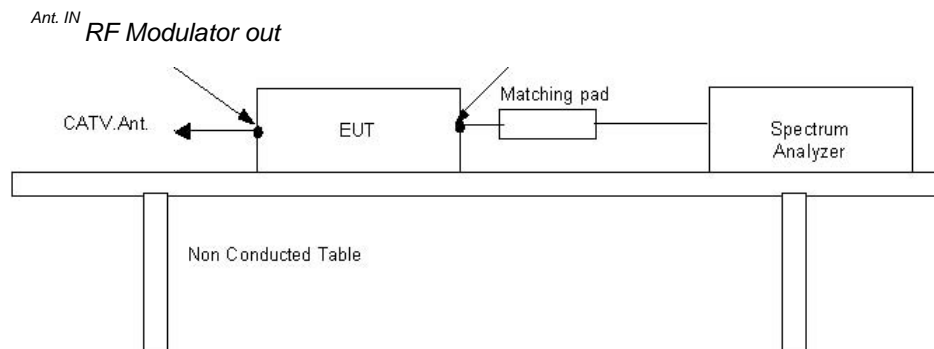 Ant. IN RF Modulator out
Matching pad
CATV.Ant.
EUT
Spectrum
Analyzer
Non Conducted Table